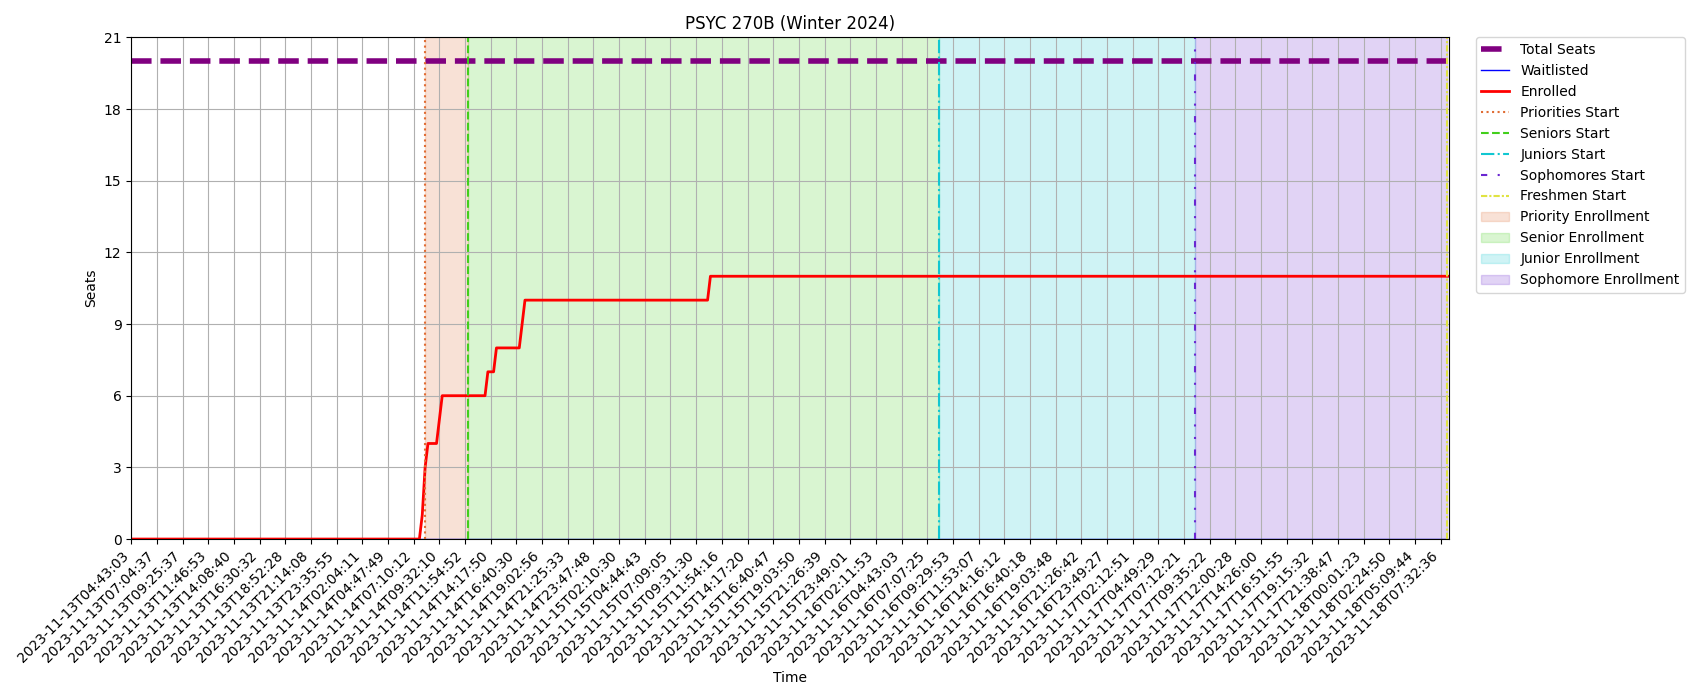 PSYC 270B (Winter 2024)
21
18
15
12
9
6
3
0
Seats
2023-11-13T04:43:03
2023-11-13T07:04:37
2023-11-13T09:25:37
2023-11-13T11:46:53
2023-11-13T14:08:40
2023-11-13T16:30:32
2023-11-13T18:52:28
2023-11-13T21:14:08
2023-11-13T23:35:55
2023-11-14T02:04:11
2023-11-14T04:47:49
2023-11-14T07:10:12
2023-11-14T09:32:10
2023-11-14T11:54:52
2023-11-14T14:17:50
2023-11-14T16:40:30
2023-11-14T19:02:56
2023-11-14T21:25:33
2023-11-14T23:47:48
2023-11-15T02:10:30
2023-11-15T04:44:43
2023-11-15T07:09:05
2023-11-15T09:31:30
2023-11-15T11:54:16
2023-11-15T14:17:20
2023-11-15T16:40:47
2023-11-15T19:03:50
2023-11-15T21:26:39
2023-11-15T23:49:01
2023-11-16T02:11:53
2023-11-16T04:43:03
2023-11-16T07:07:25
2023-11-16T09:29:53
2023-11-16T11:53:07
2023-11-16T14:16:12
2023-11-16T16:40:18
2023-11-16T19:03:48
2023-11-16T21:26:42
2023-11-16T23:49:27
2023-11-17T02:12:51
2023-11-17T04:49:29
2023-11-17T07:12:21
2023-11-17T09:35:22
2023-11-17T12:00:28
2023-11-17T14:26:00
2023-11-17T16:51:55
2023-11-17T19:15:32
2023-11-17T21:38:47
2023-11-18T00:01:23
2023-11-18T02:24:50
2023-11-18T05:09:44
2023-11-18T07:32:36
Time
Total Seats
Waitlisted
Enrolled
Priorities Start
Seniors Start
Juniors Start
Sophomores Start
Freshmen Start
Priority Enrollment
Senior Enrollment
Junior Enrollment
Sophomore Enrollment